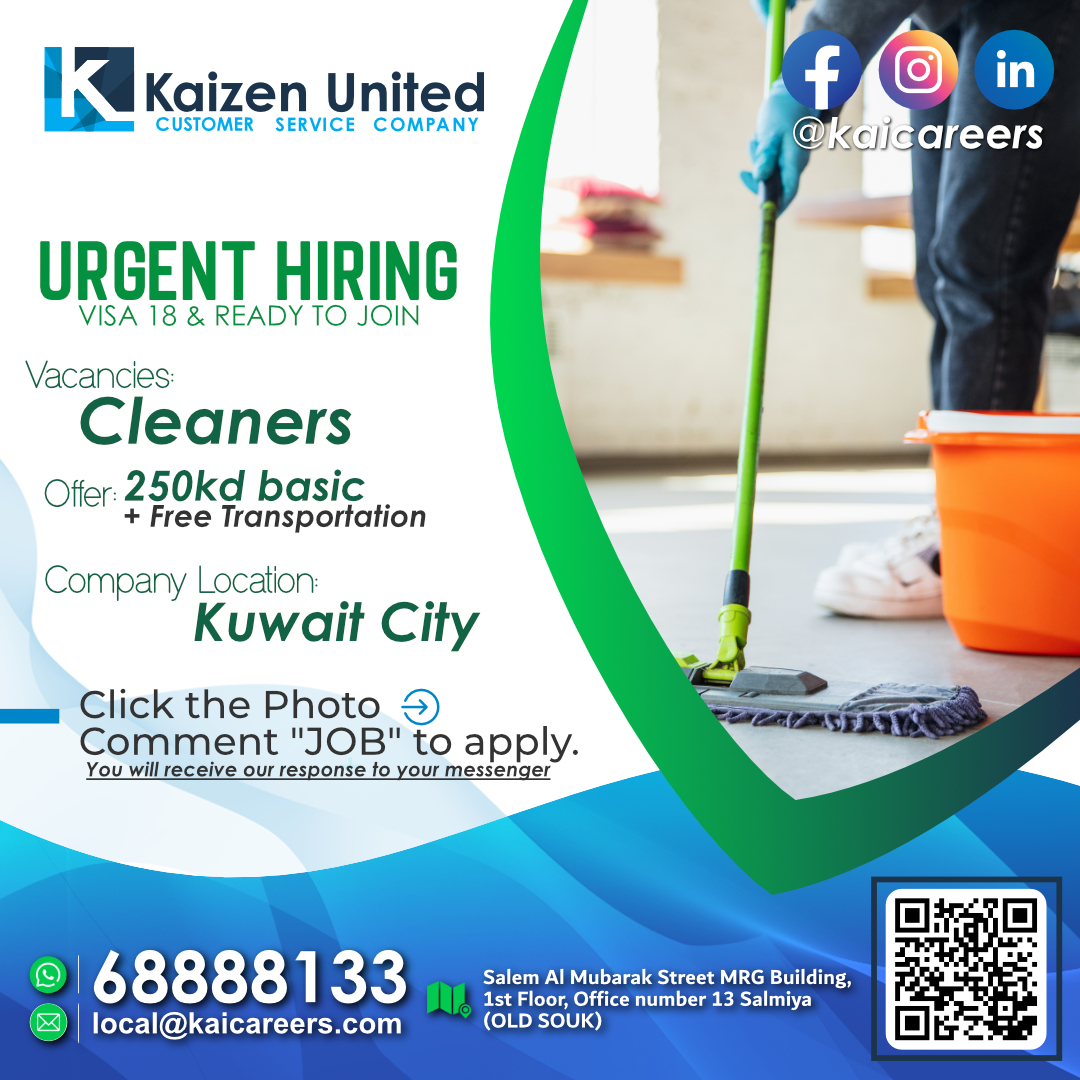 Kaizen United
CUSTOMER SERVICE COMPANY
@kaicareers
URGENT HIRING
VISA 18 & READY TO JOIN
Vacancies:
Cleaners
Offer: 250kd basic
+ Free Transportation
Company Location:
Kuwait City
Click the Photo
Comment "JOB" to apply.
You will receive our response to your messenger
68888133
local@kaicareers.com
Salem Al Mubarak Street MRG Building,
1st Floor, Office number 13 Salmiya
(OLD SOUK)